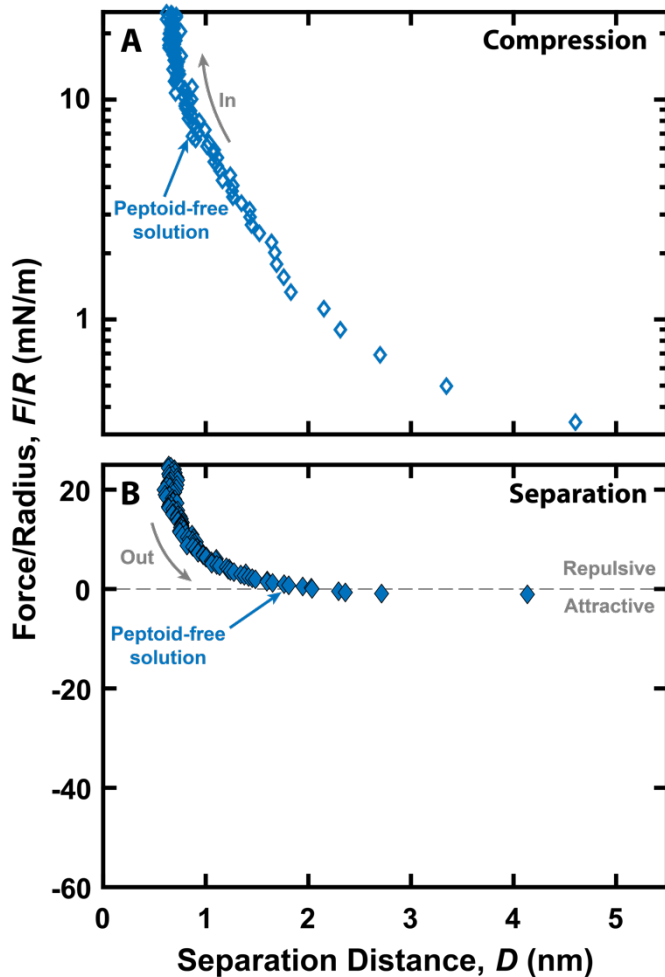 A
Compression
10
In
Peptoid-free
solution
1
Force/Radius, F/R (mN/m)
B
Separation
20
Out
Repulsive
0
Attractive
Peptoid-free
solution
-20
-40
-60
0 1 2 3 4 5
Separation Distance, D (nm)